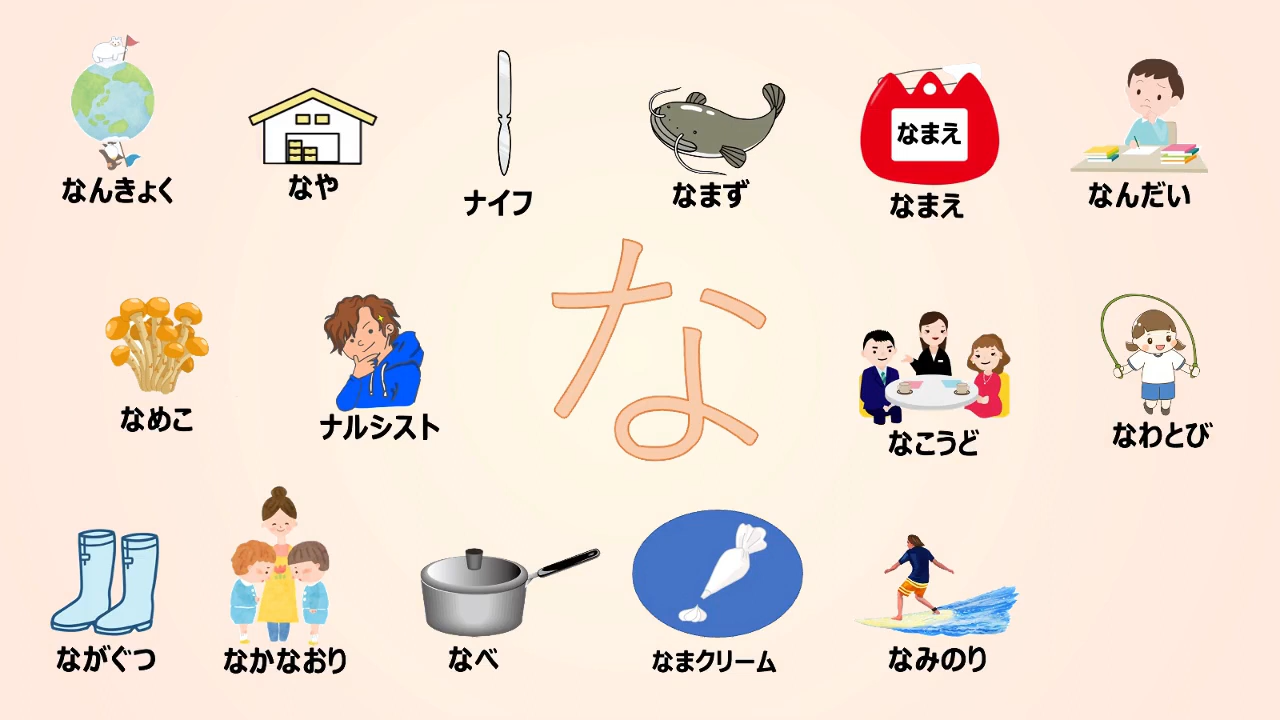 なんきょく
なや
ナイフ
なまず
なまえ
なまえ
なんだい
なめこ
ナルシスト
な
なこうど
なわとび
ながぐつ
なかなおり
なべ
なまクリーム
なみのり